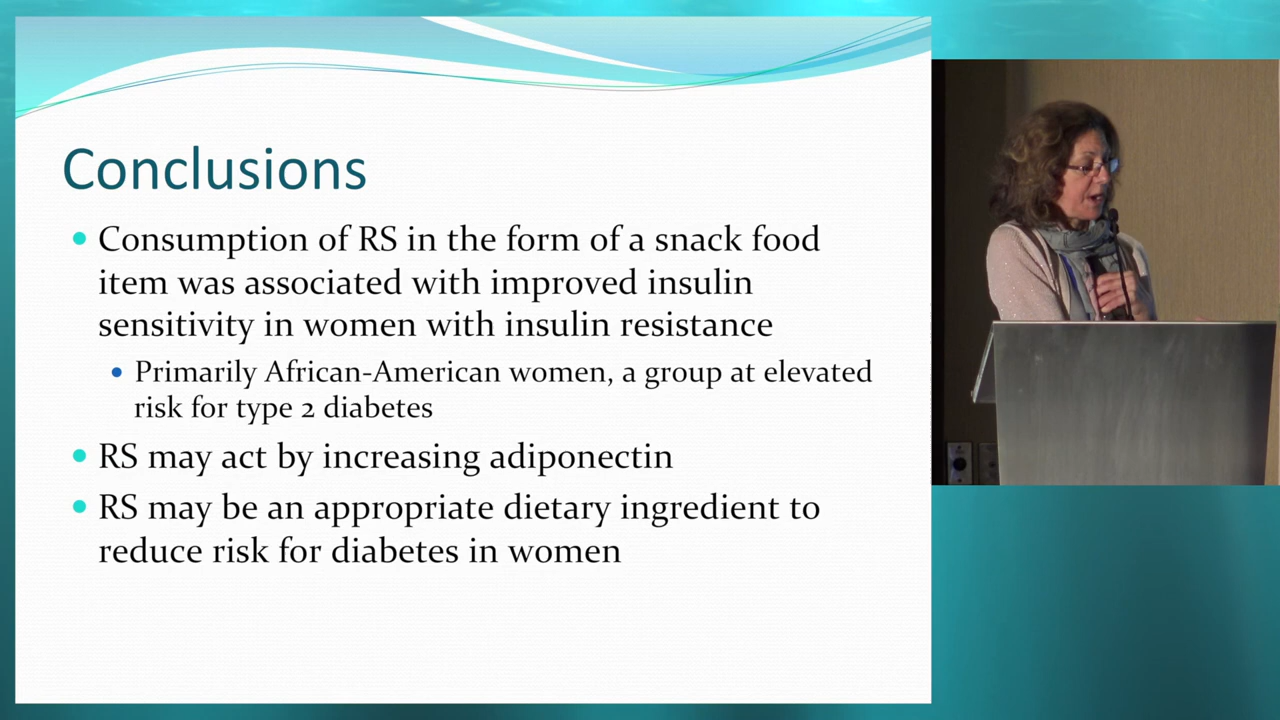 Conclusions
Consumption of RS in the form of a snack food
item was associated with improved insulin
sensitivity in women with insulin resistance
Primarily African-American women, a group at elevated
risk for type 2 diabetes
RS may act by increasing adiponectin
RS may be an appropriate dietary ingredient to
reduce risk for diabetes in women